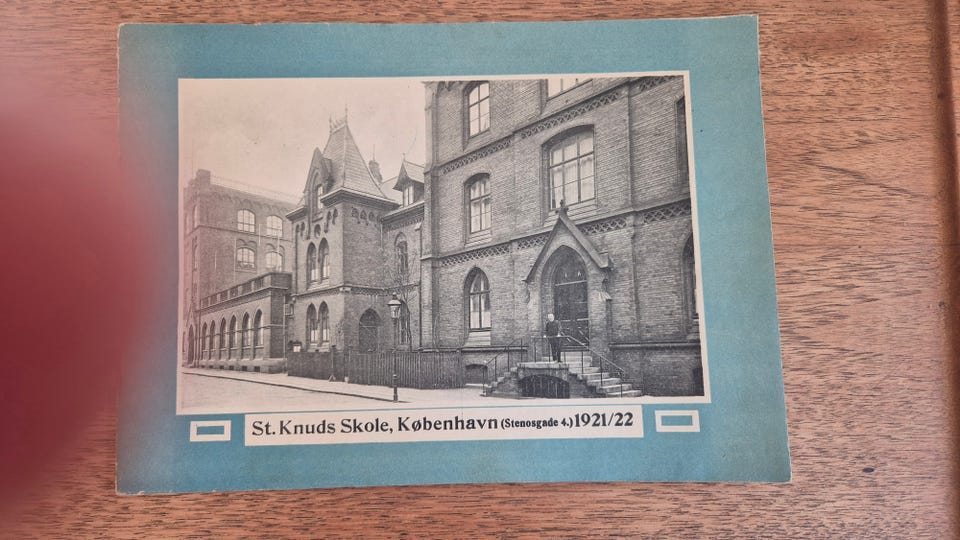 St. Knuds Skole, København (Stenosgade 4.) 1921/22